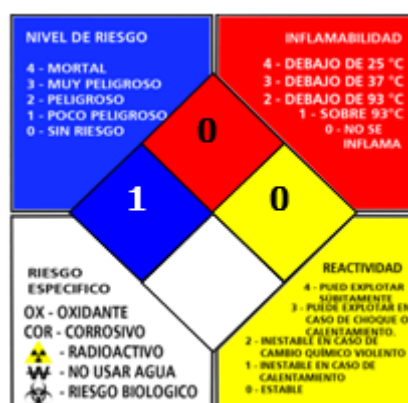 NIVEL DE RIESGO
4 - MORTAL
3 - MUY PELIGROSO
2 - PELIGROSO
1 - POCO PELIGROSO
0 - SIN RIESGO
INFLAMABILIDAD
4 - DEBAJO DE 25 °C
3 - DEBAJO DE 37 °C
2 - DEBAJO DE 93 °C
1 - SOBRE 93°C
0 - NO SE
INFLAMA
0
1
0
RIESGO
ESPECIFICO
OX - OXIDANTE
COR - CORROSIVO
- RADIOACTIVO
W - NO USAR AGUA
- RIESGO BIOLOGICO
REACTIVIDAD
4 - PUED EXPLOTAR
SÚBITAMENTE
3 - PUEDE EXPLOTAR EN
CASO DE CHOQUE O
CALENTAMIENTO.
2 - INESTABLE EN CASO DE
CAMBIO QUÍMICO VIOLENTO
1 - INESTABLE EN CASO DE
CALENTAMIENTO
0 - ESTABLE